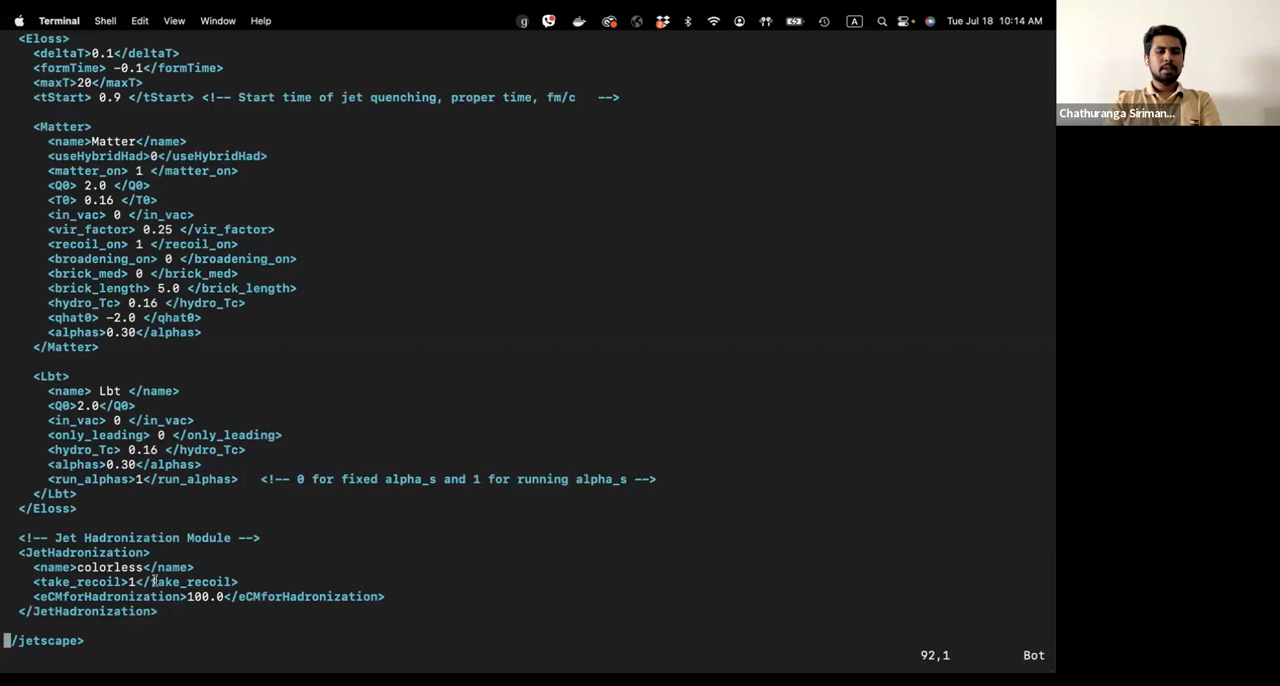 Terminal Shell Edit View Window Help Tue Jul 18 10:14 AM
<Eloss>
<deltaT>0.1</deltaT>
<formTime> -0.1</formTime>
<maxT>20</maxT>
<tStart> 0.9 </tStart> <!-- Start time of jet quenching, proper time, fm/c -->
<Matter>
<name>Matter</name>
<useHybridHad>0</useHybridHad>
<matter_on> 1 </matter_on>
<Q0> 2.0 </Q0>
<T0> 0.16 </T0>
<in_vac> 0 </in_vac>
<vir_factor> 0.25 </vir_factor>
<recoil_on> 1 </recoil_on>
<broadening_on> 0 </broadening_on>
<brick_med> 0 </brick_med>
<brick_length> 5.0 </brick_length>
<hydro_Tc> 0.16 </hydro_Tc>
<qhat0> -2.0 </qhat0>
<alphas>0.30</alphas>
</Matter>
<Lbt>
<name> Lbt </name>
<Q0>2.0</Q0>
<in_vac> 0 </in_vac>
<only_leading> 0 </only_leading>
<hydro_Tc> 0.16 </hydro_Tc>
<alphas>0.30</alphas>
<run_alphas>1</run_alphas> <!-- 0 for fixed alpha_s and 1 for running alpha_s -->
</Lbt>
</Eloss>
<!-- Jet Hadronization Module -->
<JetHadronization>
<name>colorless</name>
<take_recoil>1</take_recoil>
<eCMforHadronization>100.0</eCMforHadronization>
</JetHadronization>
/jetscape>
92,1 Bot
Chathuranga Siriman...